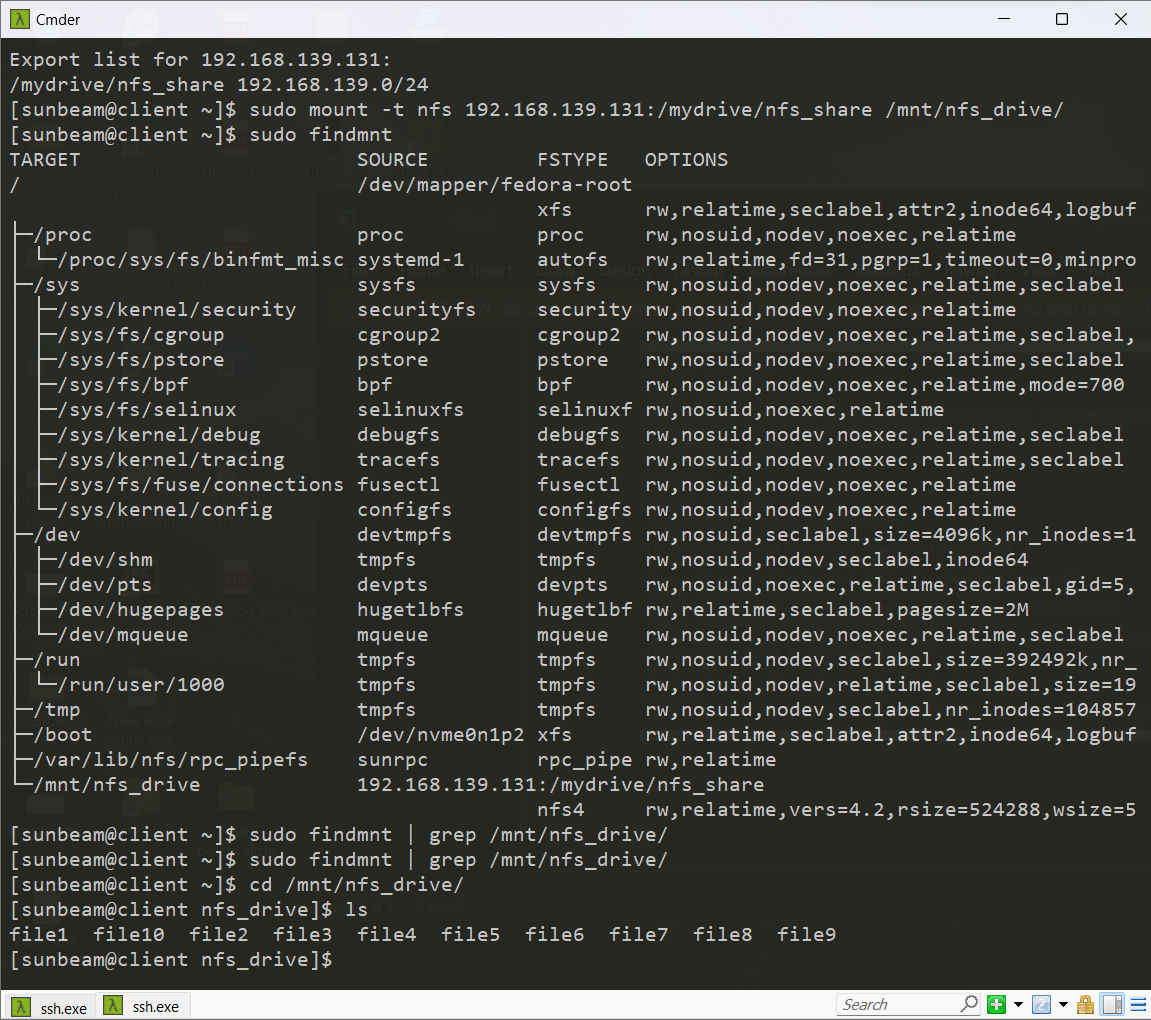 Cmder
Export list for 192.168.139.131:
/mydrive/nfs_share 192.168.139.0/24
[sunbeam@client ~]$ sudo mount -t nfs 192.168.139.131:/mydrive/nfs_share /mnt/nfs_drive/
[sunbeam@client ~]$ sudo findmnt
TARGET                       SOURCE         FSTYPE   OPTIONS
/                            /dev/mapper/fedora-root
                                            xfs      rw,relatime,seclabel,attr2,inode64,logbuf
├─/proc                      proc           proc     rw,nosuid,nodev,noexec,relatime
│ └─/proc/sys/fs/binfmt_misc systemd-1      autofs   rw,relatime,fd=31,pgrp=1,timeout=0,minpro
├─/sys                       sysfs          sysfs    rw,nosuid,nodev,noexec,relatime,seclabel
│ ├─/sys/kernel/security     securityfs     security rw,nosuid,nodev,noexec,relatime
│ ├─/sys/fs/cgroup           cgroup2        cgroup2  rw,nosuid,nodev,noexec,relatime,seclabel,
│ ├─/sys/fs/pstore           pstore         pstore   rw,nosuid,nodev,noexec,relatime,seclabel
│ ├─/sys/fs/bpf              bpf            bpf      rw,nosuid,nodev,noexec,relatime,mode=700
│ ├─/sys/fs/selinux          selinuxfs      selinuxf rw,nosuid,noexec,relatime
│ ├─/sys/kernel/debug        debugfs        debugfs  rw,nosuid,nodev,noexec,relatime,seclabel
│ ├─/sys/kernel/tracing      tracefs        tracefs  rw,nosuid,nodev,noexec,relatime,seclabel
│ ├─/sys/fs/fuse/connections fusectl        fusectl  rw,nosuid,nodev,noexec,relatime
│ └─/sys/kernel/config       configfs       configfs rw,nosuid,nodev,noexec,relatime
├─/dev                       devtmpfs       devtmpfs rw,nosuid,seclabel,size=4096k,nr_inodes=1
│ ├─/dev/shm                 tmpfs          tmpfs    rw,nosuid,nodev,seclabel,inode64
│ ├─/dev/pts                 devpts         devpts   rw,nosuid,noexec,relatime,seclabel,gid=5,
│ ├─/dev/hugepages           hugetlbfs      hugetlbf rw,relatime,seclabel,pagesize=2M
│ └─/dev/mqueue              mqueue         mqueue   rw,nosuid,nodev,noexec,relatime,seclabel
├─/run                       tmpfs          tmpfs    rw,nosuid,nodev,seclabel,size=392492k,nr_
│ └─/run/user/1000           tmpfs          tmpfs    rw,nosuid,nodev,relatime,seclabel,size=19
├─/tmp                       tmpfs          tmpfs    rw,nosuid,nodev,seclabel,nr_inodes=104857
├─/boot                      /dev/nvme0n1p2 xfs      rw,relatime,seclabel,attr2,inode64,logbuf
├─/var/lib/nfs/rpc_pipefs    sunrpc         rpc_pipe rw,relatime
└─/mnt/nfs_drive             192.168.139.131:/mydrive/nfs_share
                                            nfs4     rw,relatime,vers=4.2,rsize=524288,wsize=5
[sunbeam@client ~]$ sudo findmnt | grep /mnt/nfs_drive/
[sunbeam@client ~]$ sudo findmnt | grep /mnt/nfs_drive/
[sunbeam@client ~]$ cd /mnt/nfs_drive/
[sunbeam@client nfs_drive]$ ls
file1  file10  file2  file3  file4  file5  file6  file7  file8  file9
[sunbeam@client nfs_drive]$
ssh.exe ssh.exe Search